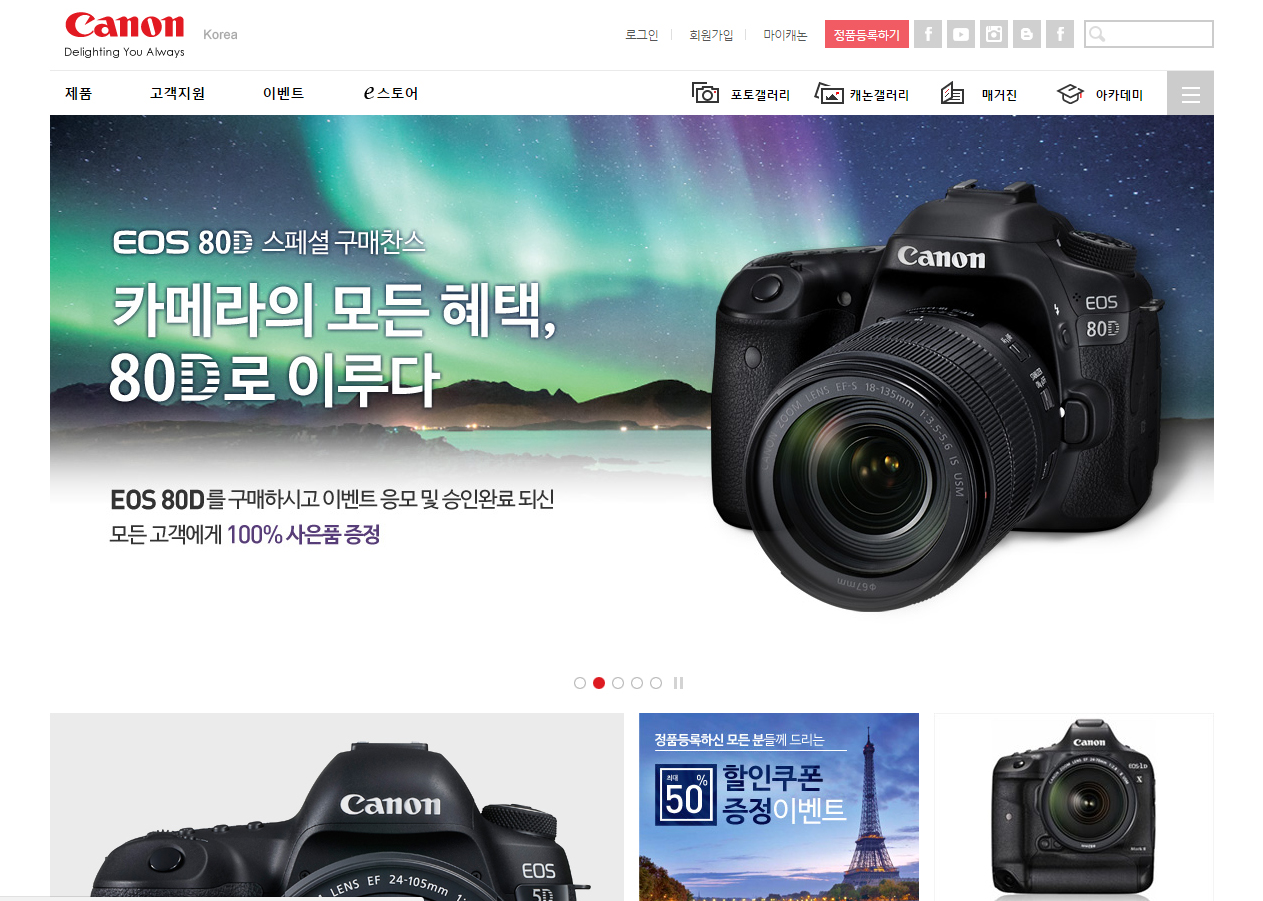 Canon
Delighting You Always
Korea
로그인 회원가입 마이캐논 정품등록하기
제품 고객지원 이벤트 e스토어 포토갤러리 캐논갤러리 매거진 아카데미
EOS 80D 스페셜 구매찬스
카메라의 모든 혜택,
80D로 이루다
EOS 80D를 구매하시고 이벤트 응모 및 승인완료 되신
모든 고객에게 100% 사은품 증정
Canon
EOS
80D
ZOOM LENS EF-S 18-135mm 1:3.5-5.6 IS USM
Φ67mm
Canon
EOS
5D
LENS EF 24-105mm
정품등록하신 모든 분들께 드리는
최대 50%
할인쿠폰
증정이벤트
Canon
EOS-1D
X
Mark II